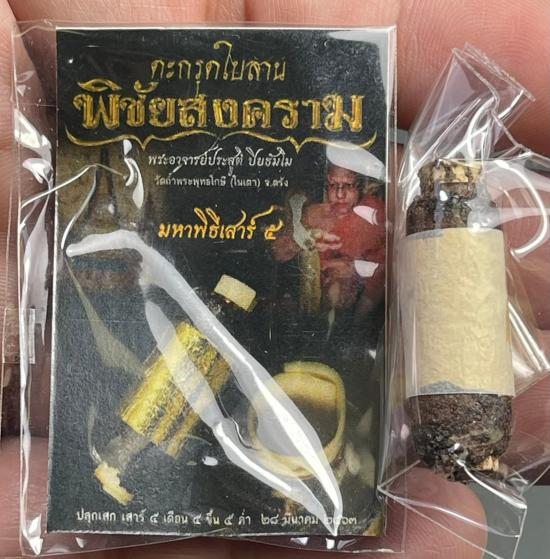 ตะกรุดใบลาน
พิชัยสงคราม
พระอาจารย์ประสูติ ปิยธัมโม
วัดถ้ำพระพุทธโกษีย์ (ในเตา) จ.ตรัง
มหาพิธีเสาร์ ๕
ปลุกเสก เสาร์ ๕ เดือน ๕ ขึ้น ๕ ค่ำ ๒๘ มีนาคม ๒๕๖๓